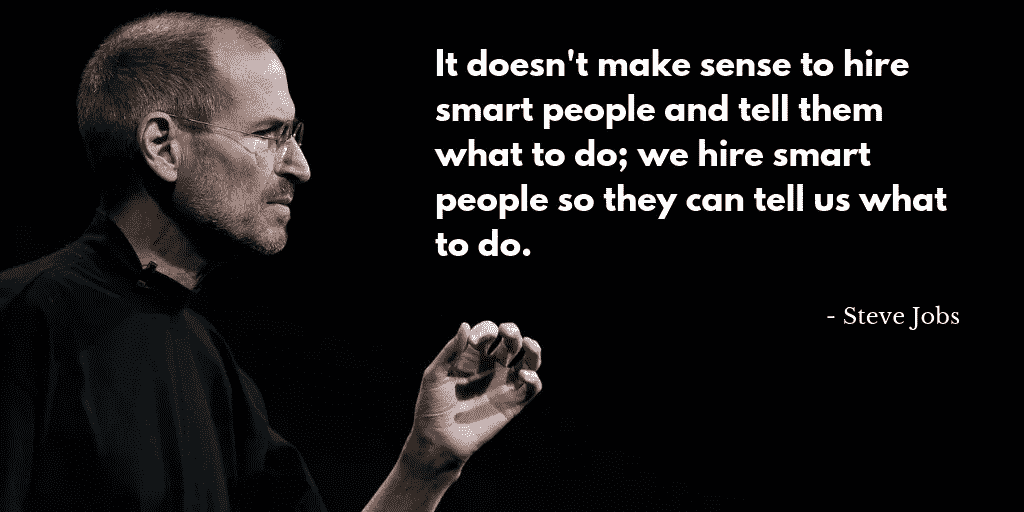 It doesn't make sense to hire
smart people and tell them
what to do; we hire smart
people so they can tell us what
to do.
- Steve Jobs